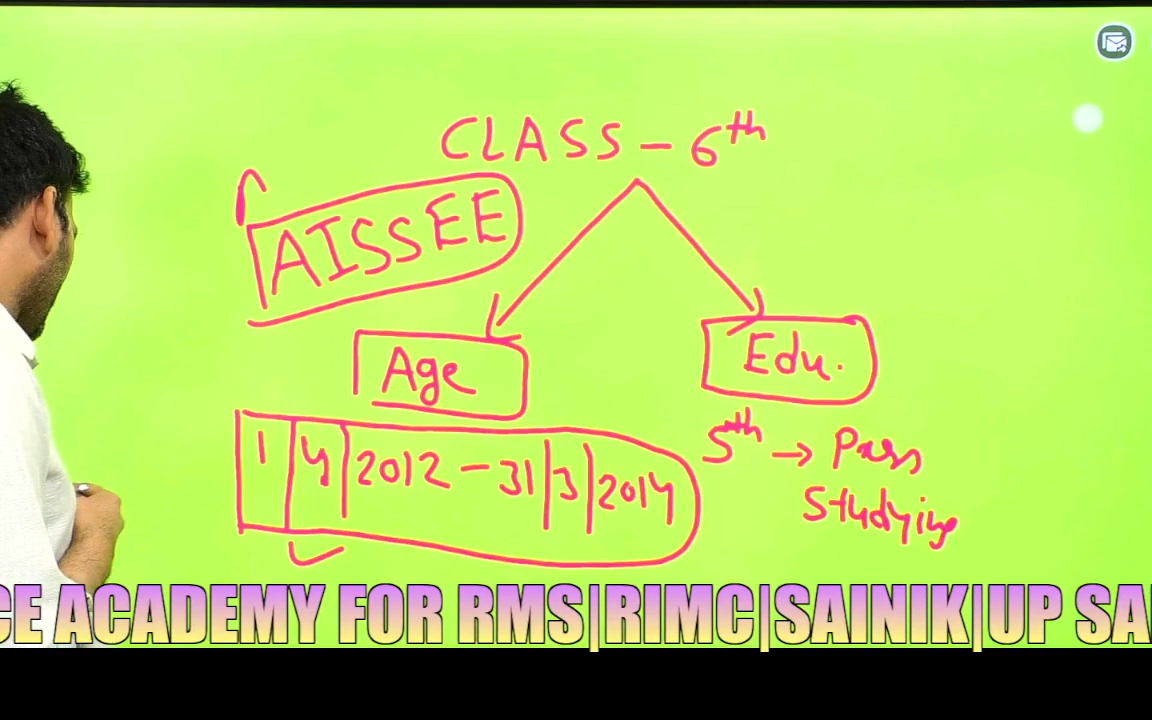 CLASS - 6th
AISSEE
Age
Edu.
1|4|2012 - 31|3|2014
5th → Pass
Studying
CE ACADEMY FOR RMS|RIMC|SAINIK|UP SA